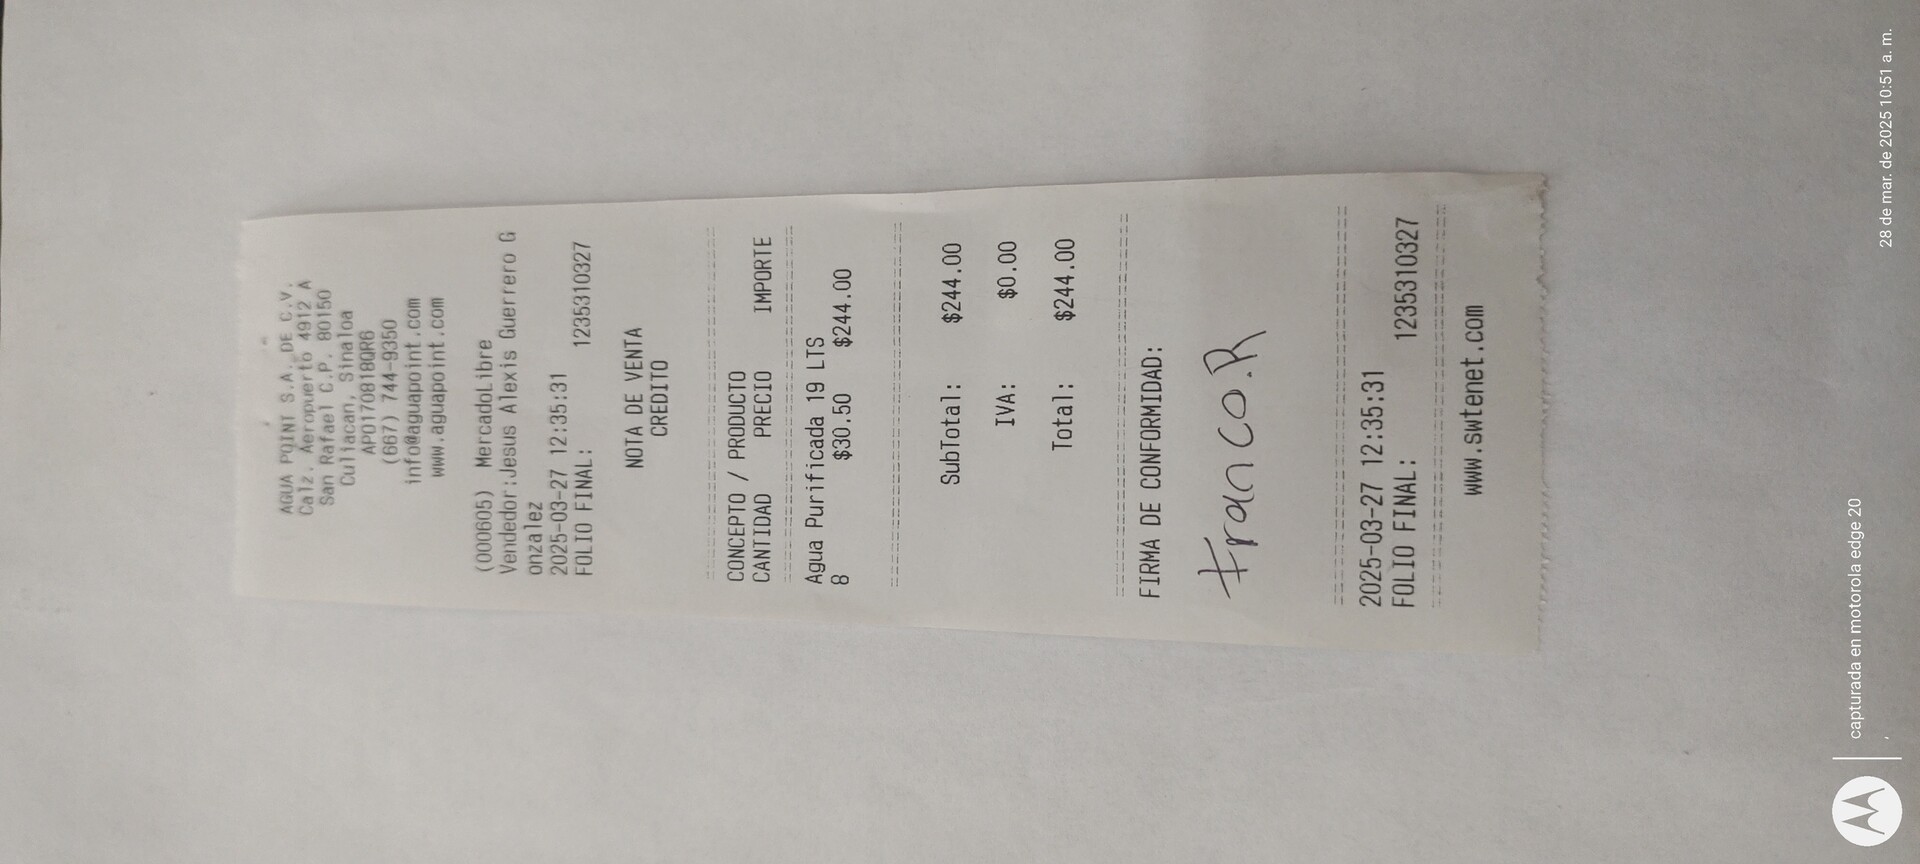 AGUA POINT S.A. DE C.V.
Calz. Aeropuerto 4912 A
San Rafael C.P. 80150
Culiacan, Sinaloa
APO170818QR6
(667) 744-9350
info@aguapoint.com
www.aguapoint.com
(000605) MercadoLibre
Vendedor:Jesus Alexis Guerrero G
onzalez
2025-03-27 12:35:31
FOLIO FINAL: 1235310327
NOTA DE VENTA
CREDITO
CONCEPTO / PRODUCTO
CANTIDAD PRECIO IMPORTE
Agua Purificada 19 LTS
8 $30.50 $244.00
SubTotal: $244.00
IVA: $0.00
Total: $244.00
FIRMA DE CONFORMIDAD:
Franco.R
2025-03-27 12:35:31
FOLIO FINAL: 1235310327
www.swtenet.com
capturada en motorola edge 20
28 de mar. de 2025 10:51 a. m.